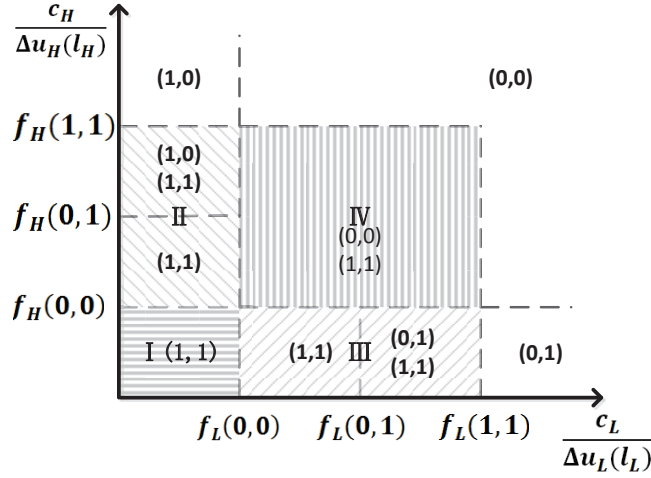 c_H
Δu_H(l_H)
(1,0)
(0,0)
f_H(1,1)
(1,0)
(1,1)
f_H(0,1)
Ⅱ
Ⅳ
(0,0)
(1,1)
(1,1)
f_H(0,0)
Ⅰ (1,1)
(1,1)
Ⅲ
(0,1)
(1,1)
(0,1)
f_L(0,0)
f_L(0,1)
f_L(1,1)
c_L
Δu_L(l_L)